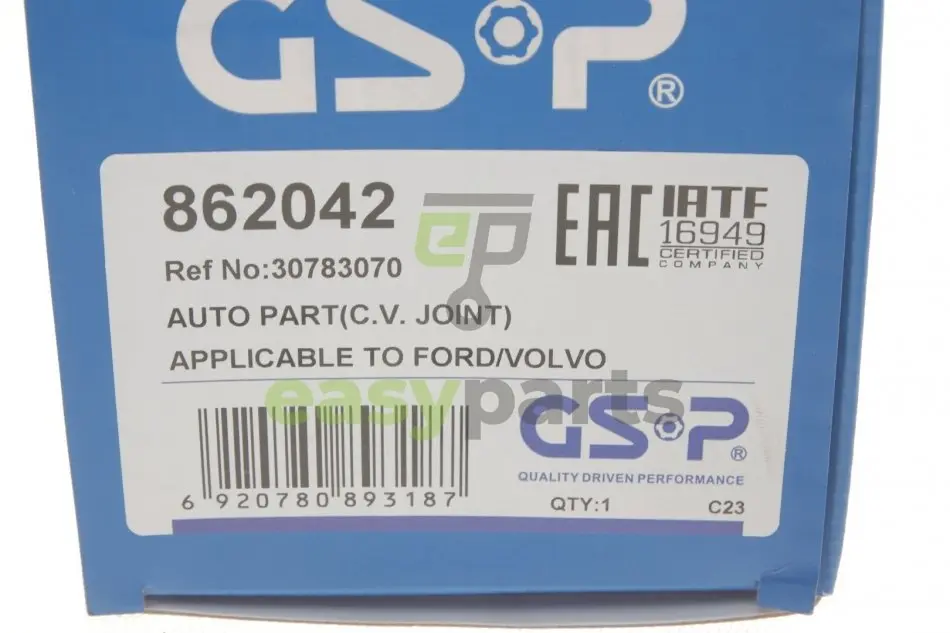 GSP®
862042
EAC
IATF
16949
CERTIFIED
COMPANY
Ref No:30783070
AUTO PART(C.V. JOINT)
APPLICABLE TO FORD/VOLVO
ep
easyparts
GSP®
QUALITY DRIVEN PERFORMANCE
6 920780 893187
QTY:1
C23